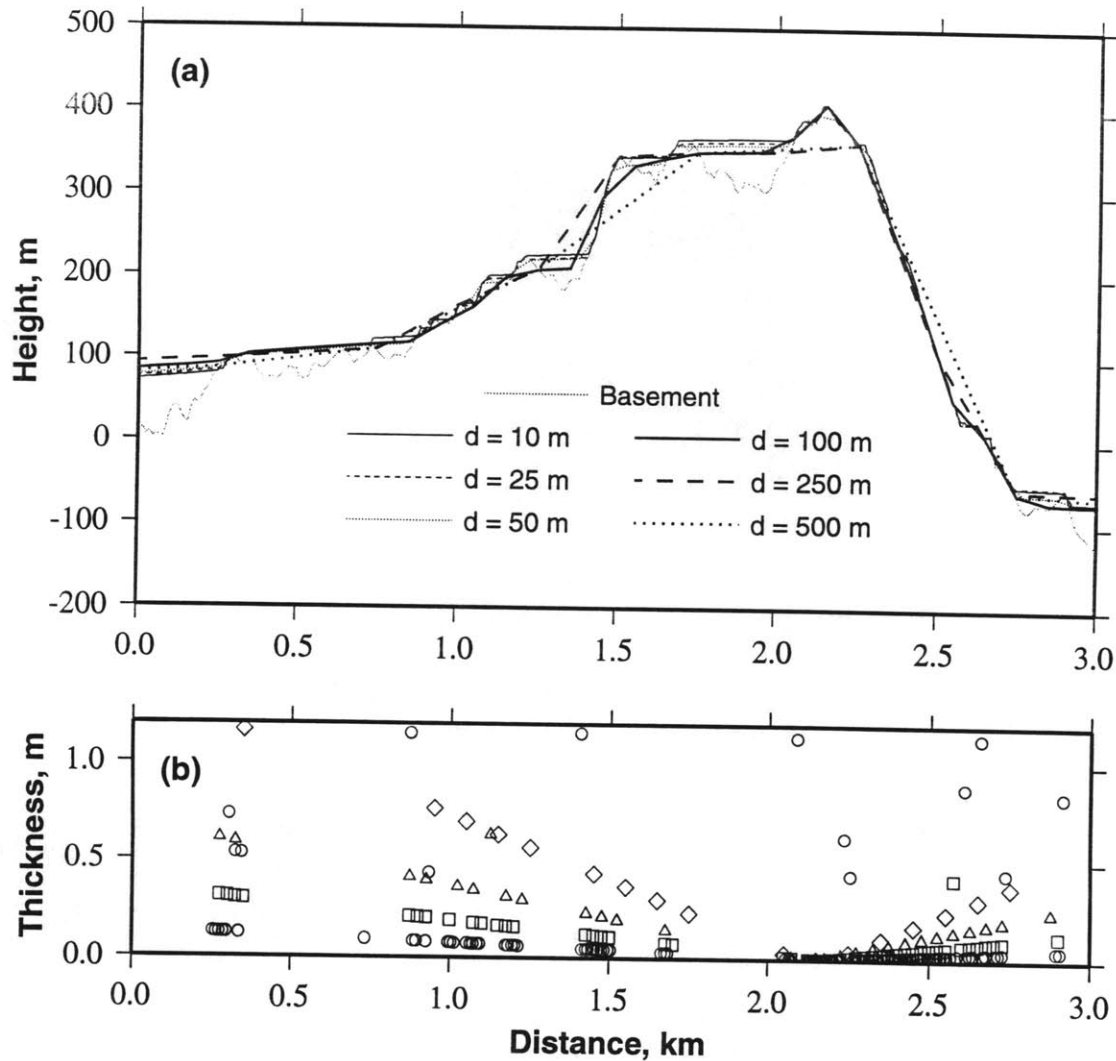 500
400
300
200
100
0
-100
-200
Height, m
(a)
Basement
d = 10 m
d = 100 m
d = 25 m
d = 250 m
d = 50 m
d = 500 m
0.0 0.5 1.0 1.5 2.0 2.5 3.0
1.0
0.5
0.0
Thickness, m
(b)
0.0 0.5 1.0 1.5 2.0 2.5 3.0
Distance, km